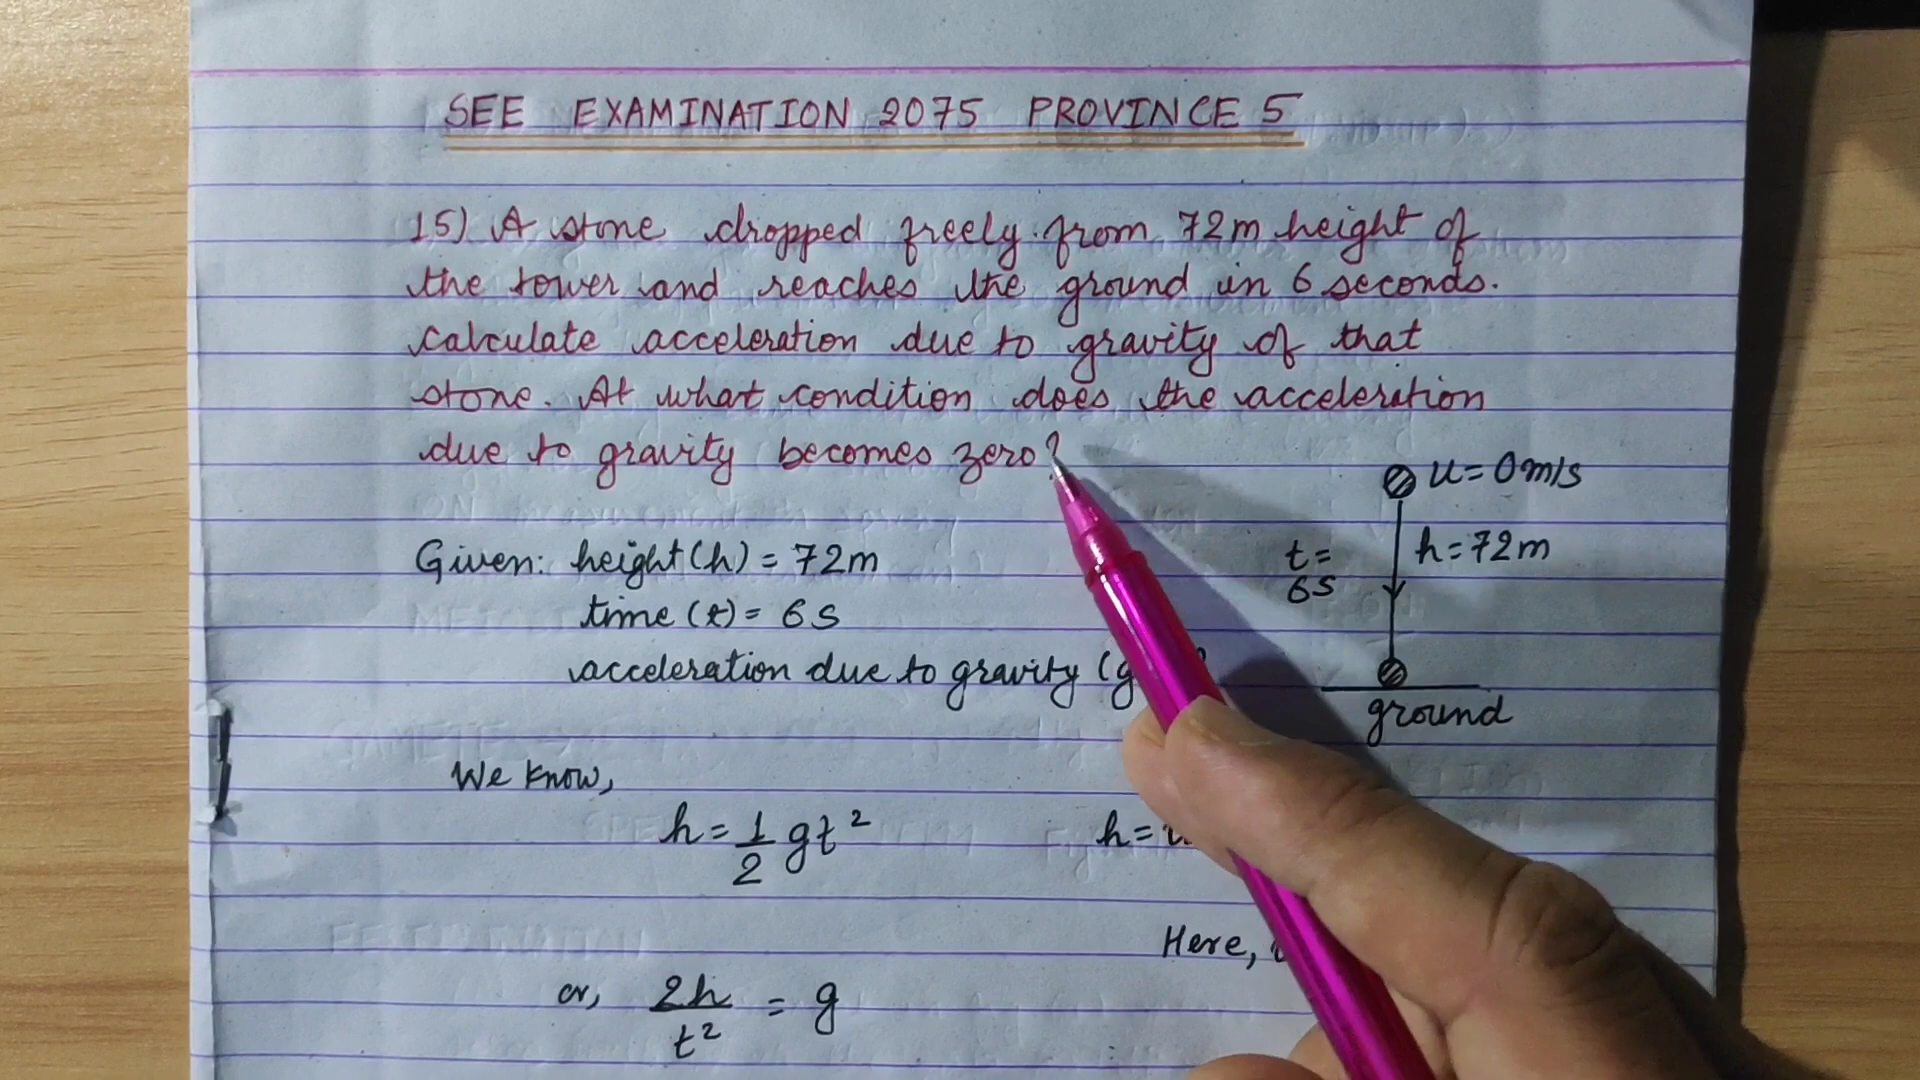 SEE EXAMINATION 2075 PROVINCE 5
15) A stone dropped freely from 72m height of
the tower and reaches the ground in 6 seconds.
Calculate acceleration due to gravity of that
stone. At what condition does the acceleration
due to gravity becomes zero?
u = 0 m/s
Given: height (h) = 72m
t = 6s
h = 72m
time (t) = 6s
acceleration due to gravity (g
ground
We know,
h = 1/2 gt²
h =
Here,
or, 2h/t² = g